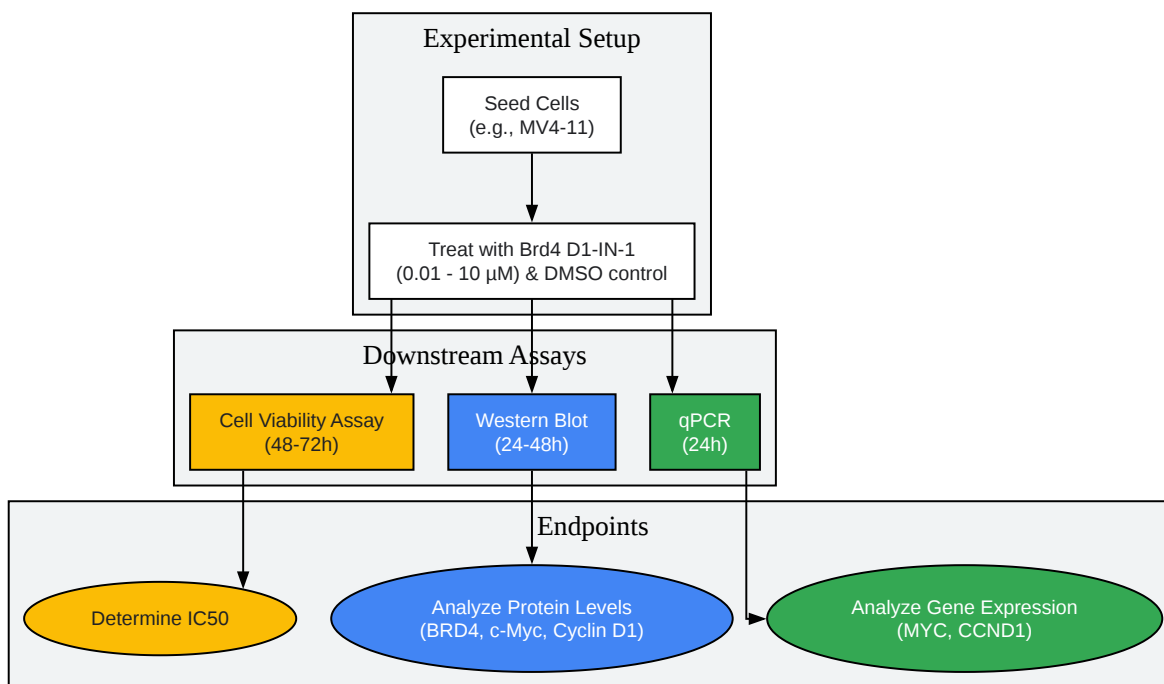 Experimental Setup
Seed Cells
(e.g., MV4-11)
Treat with Brd4 D1-IN-1
(0.01 - 10 µM) & DMSO control
Downstream Assays
Cell Viability Assay
(48-72h)
Western Blot
(24-48h)
qPCR
(24h)
Endpoints
Determine IC50
Analyze Protein Levels
(BRD4, c-Myc, Cyclin D1)
Analyze Gene Expression
(MYC, CCND1)